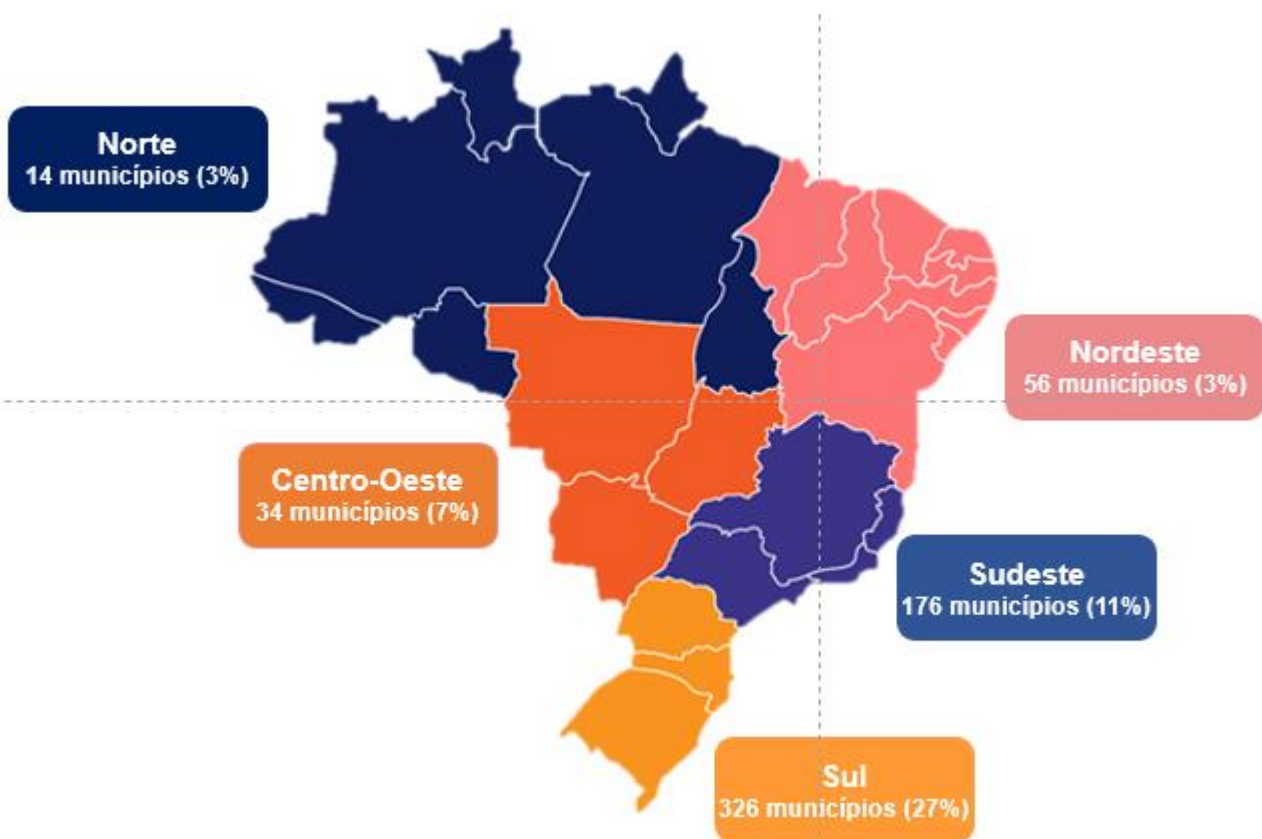 Norte
14 municípios (3%)
Nordeste
56 municípios (3%)
Centro-Oeste
34 municípios (7%)
Sudeste
176 municípios (11%)
Sul
326 municípios (27%)